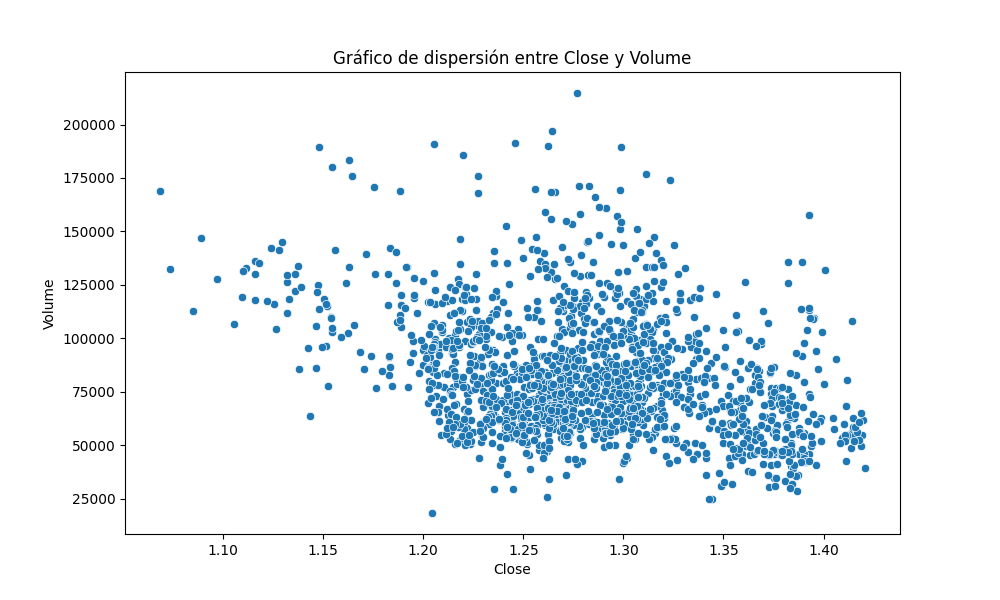 Gráfico de dispersión entre Close y Volume
200000
175000
150000
125000
100000
75000
50000
25000
Volume
1.10 1.15 1.20 1.25 1.30 1.35 1.40
Close